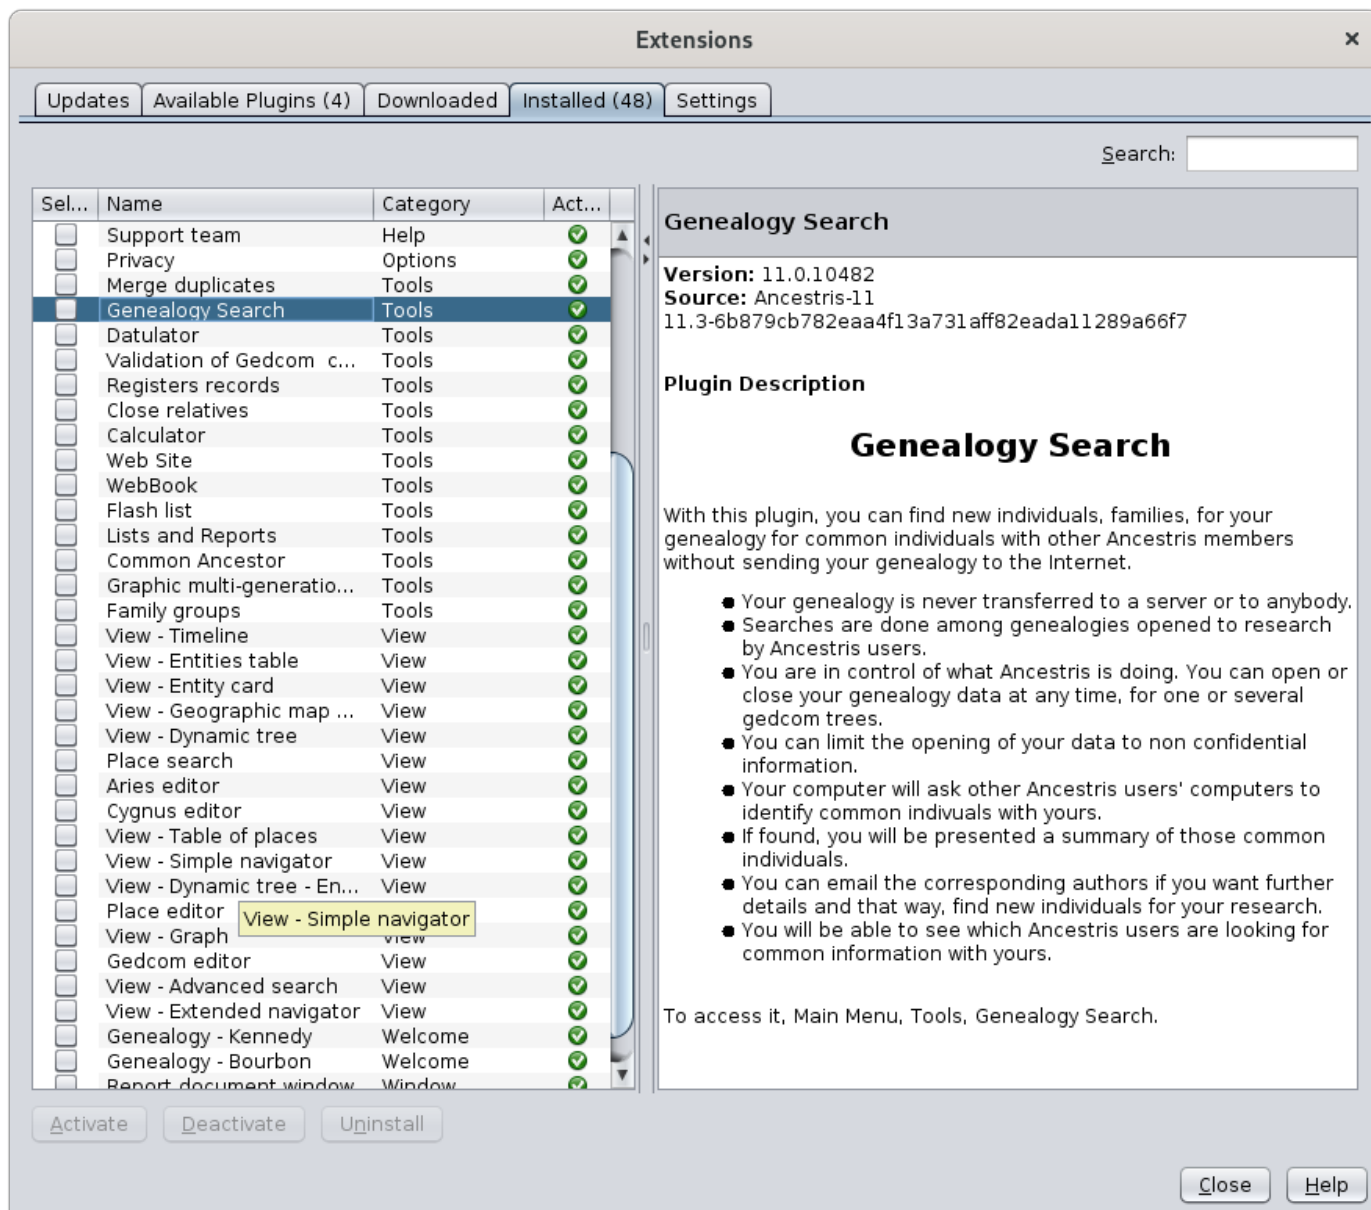 Extensions
Updates Available Plugins (4) Downloaded Installed (48) Settings
Search:
Sel... Name Category Act...
Support team Help
Privacy Options
Merge duplicates Tools
Genealogy Search Tools
Datulator Tools
Validation of Gedcom c... Tools
Registers records Tools
Close relatives Tools
Calculator Tools
Web Site Tools
WebBook Tools
Flash list Tools
Lists and Reports Tools
Common Ancestor Tools
Graphic multi-generatio... Tools
Family groups Tools
View - Timeline View
View - Entities table View
View - Entity card View
View - Geographic map ... View
View - Dynamic tree View
Place search View
Aries editor View
Cygnus editor View
View - Table of places View
View - Simple navigator View
View - Dynamic tree - En... View
Place editor
View - Simple navigator
View - Graph View
Gedcom editor View
View - Advanced search View
View - Extended navigator View
Genealogy - Kennedy Welcome
Genealogy - Bourbon Welcome
Report document window Window
Genealogy Search
Version: 11.0.10482
Source: Ancestris-11
11.3-6b879cb782eaa4f13a731aff82eada11289a66f7
Plugin Description
Genealogy Search
With this plugin, you can find new individuals, families, for your
genealogy for common individuals with other Ancestris members
without sending your genealogy to the Internet.
Your genealogy is never transferred to a server or to anybody.
Searches are done among genealogies opened to research
by Ancestris users.
You are in control of what Ancestris is doing. You can open or
close your genealogy data at any time, for one or several
gedcom trees.
You can limit the opening of your data to non confidential
information.
Your computer will ask other Ancestris users' computers to
identify common indivuals with yours.
If found, you will be presented a summary of those common
individuals.
You can email the corresponding authors if you want further
details and that way, find new individuals for your research.
You will be able to see which Ancestris users are looking for
common information with yours.
To access it, Main Menu, Tools, Genealogy Search.
Activate Deactivate Uninstall
Close Help